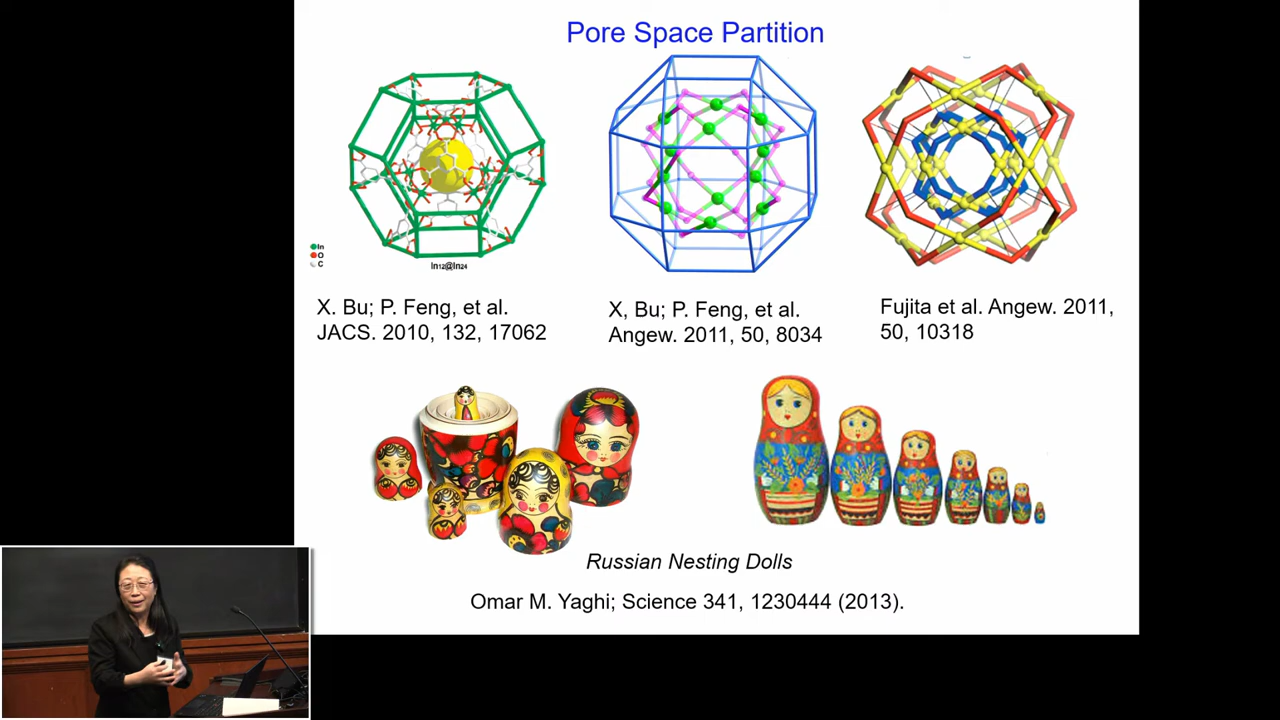 Pore Space Partition
In
O
C
In12@In24
X. Bu; P. Feng, et al.
JACS. 2010, 132, 17062
X, Bu; P. Feng, et al.
Angew. 2011, 50, 8034
Fujita et al. Angew. 2011,
50, 10318
Russian Nesting Dolls
Omar M. Yaghi; Science 341, 1230444 (2013).